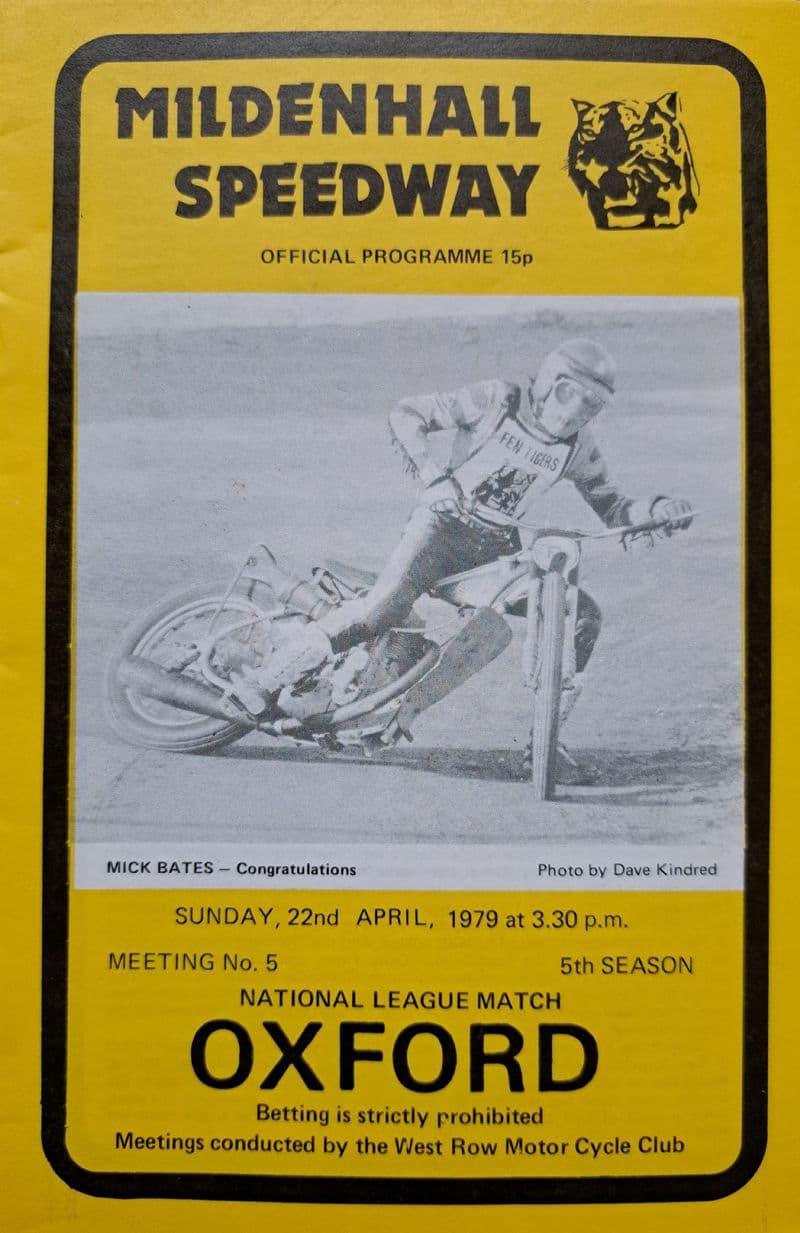 MILDENHALL
SPEEDWAY
OFFICIAL PROGRAMME 15p
FEN TIGERS
MICK BATES – Congratulations
Photo by Dave Kindred
SUNDAY, 22nd APRIL, 1979 at 3.30 p.m.
MEETING No. 5
5th SEASON
NATIONAL LEAGUE MATCH
OXFORD
Betting is strictly prohibited
Meetings conducted by the West Row Motor Cycle Club